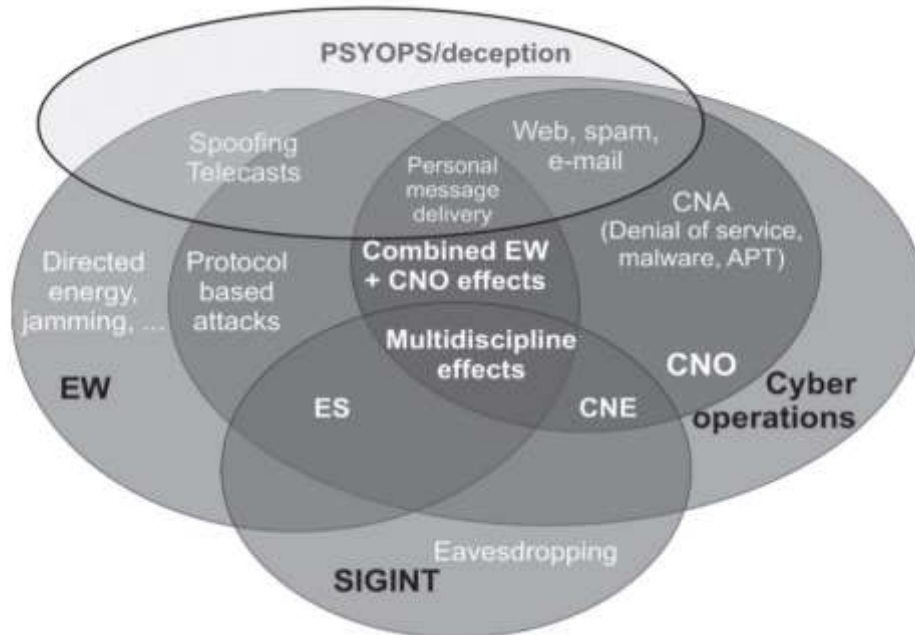 PSYOPS/deception
Spoofing
Telecasts
Personal
message
delivery
Web, spam,
e-mail
CNA
(Denial of service,
malware, APT)
Directed
energy,
jamming, ...
Protocol
based
attacks
Combined EW
+ CNO effects
Multidiscipline
effects
EW
ES
CNE
CNO
Cyber
operations
Eavesdropping
SIGINT